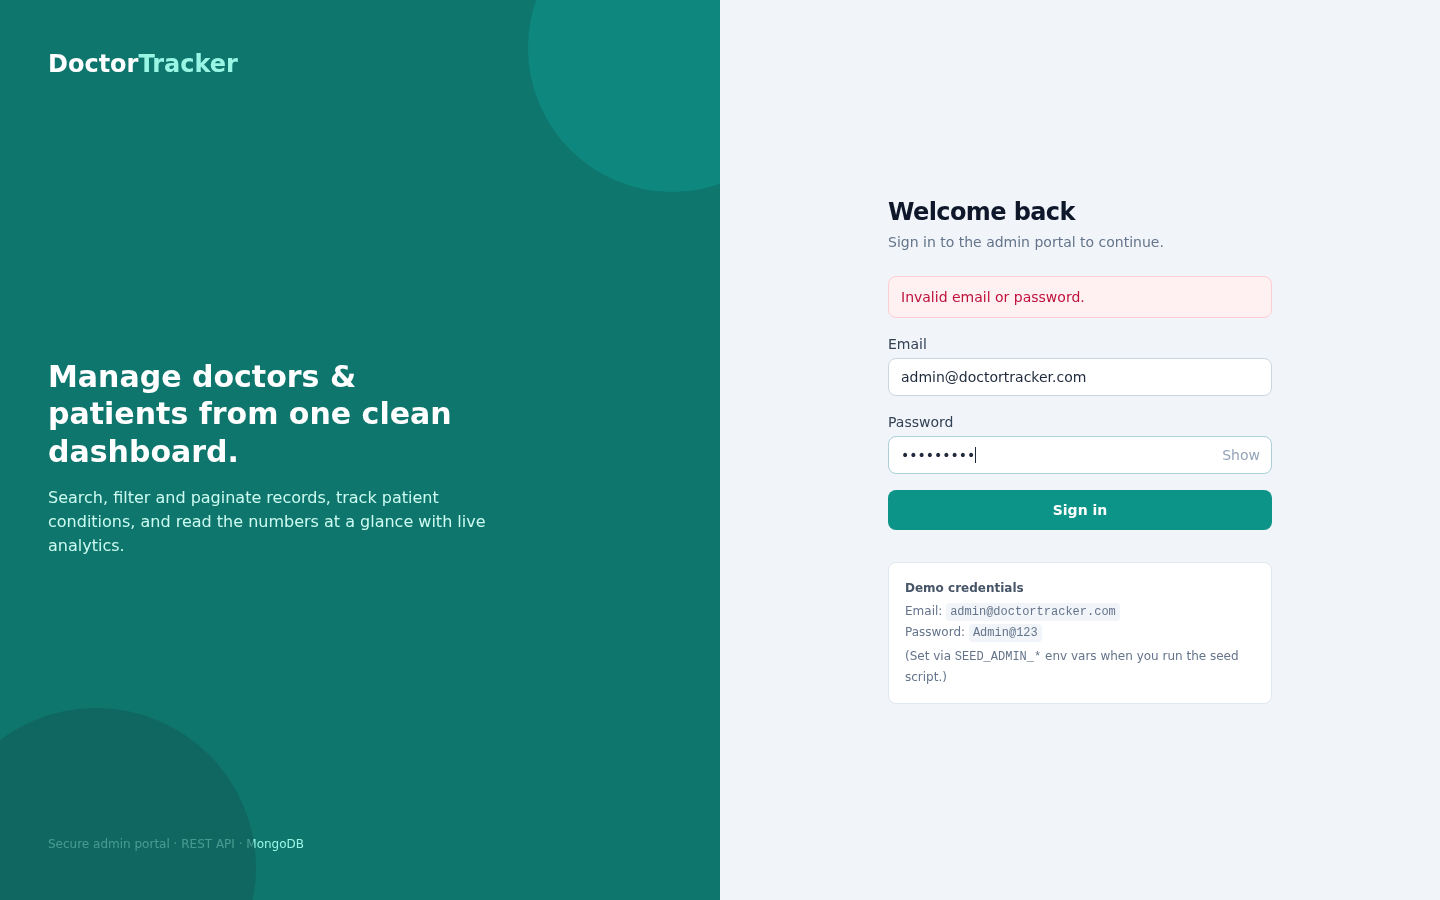 DoctorTracker
Manage doctors &
patients from one clean
dashboard.
Search, filter and paginate records, track patient
conditions, and read the numbers at a glance with live
analytics.
Secure admin portal · REST API · MongoDB
Welcome back
Sign in to the admin portal to continue.
Invalid email or password.
Email
admin@doctortracker.com
Password
•••••••••
Show
Sign in
Demo credentials
Email: admin@doctortracker.com
Password: Admin@123
(Set via SEED_ADMIN_* env vars when you run the seed
script.)